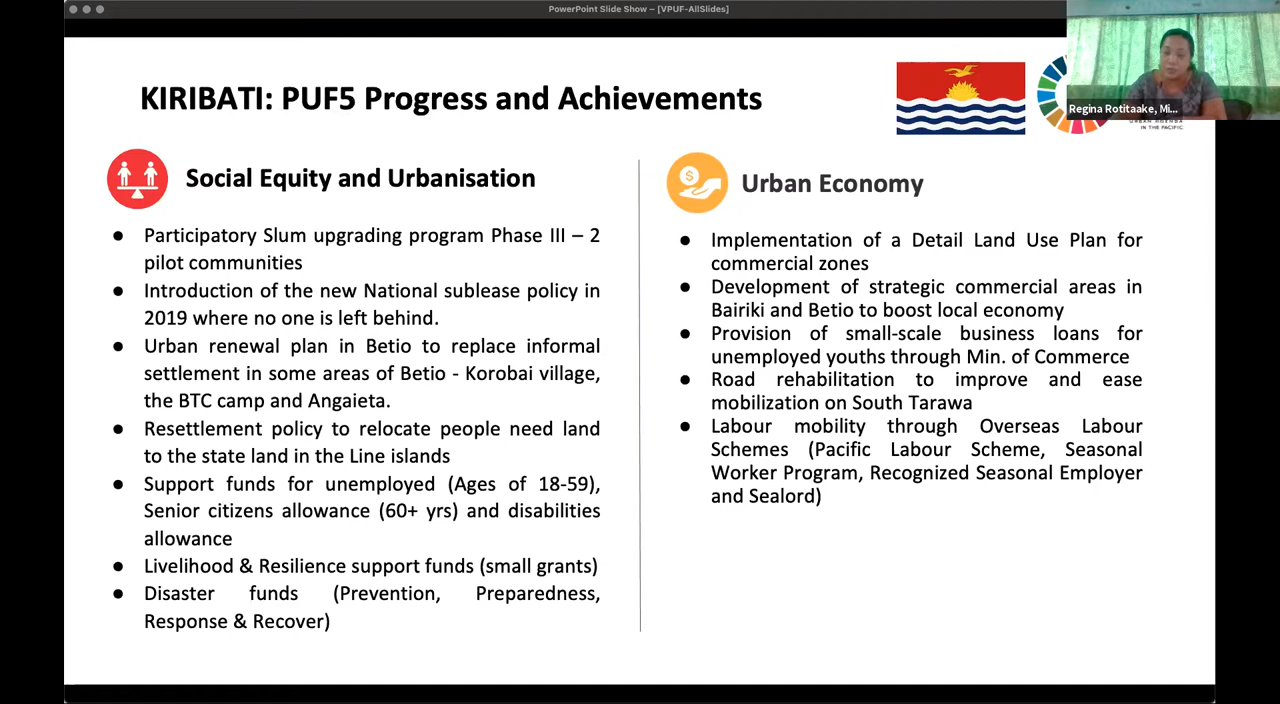 PowerPoint Slide Show – [VPUF-AllSlides]
KIRIBATI: PUF5 Progress and Achievements
Regina Rotitaake, Mi...
IN THE PACIFIC
Social Equity and Urbanisation
● Participatory Slum upgrading program Phase III – 2
pilot communities
● Introduction of the new National sublease policy in
2019 where no one is left behind.
● Urban renewal plan in Betio to replace informal
settlement in some areas of Betio - Korobai village,
the BTC camp and Angaieta.
● Resettlement policy to relocate people need land
to the state land in the Line islands
● Support funds for unemployed (Ages of 18-59),
Senior citizens allowance (60+ yrs) and disabilities
allowance
● Livelihood & Resilience support funds (small grants)
● Disaster funds (Prevention, Preparedness,
Response & Recover)
$
Urban Economy
● Implementation of a Detail Land Use Plan for
commercial zones
● Development of strategic commercial areas in
Bairiki and Betio to boost local economy
● Provision of small-scale business loans for
unemployed youths through Min. of Commerce
● Road rehabilitation to improve and ease
mobilization on South Tarawa
● Labour mobility through Overseas Labour
Schemes (Pacific Labour Scheme, Seasonal
Worker Program, Recognized Seasonal Employer
and Sealord)